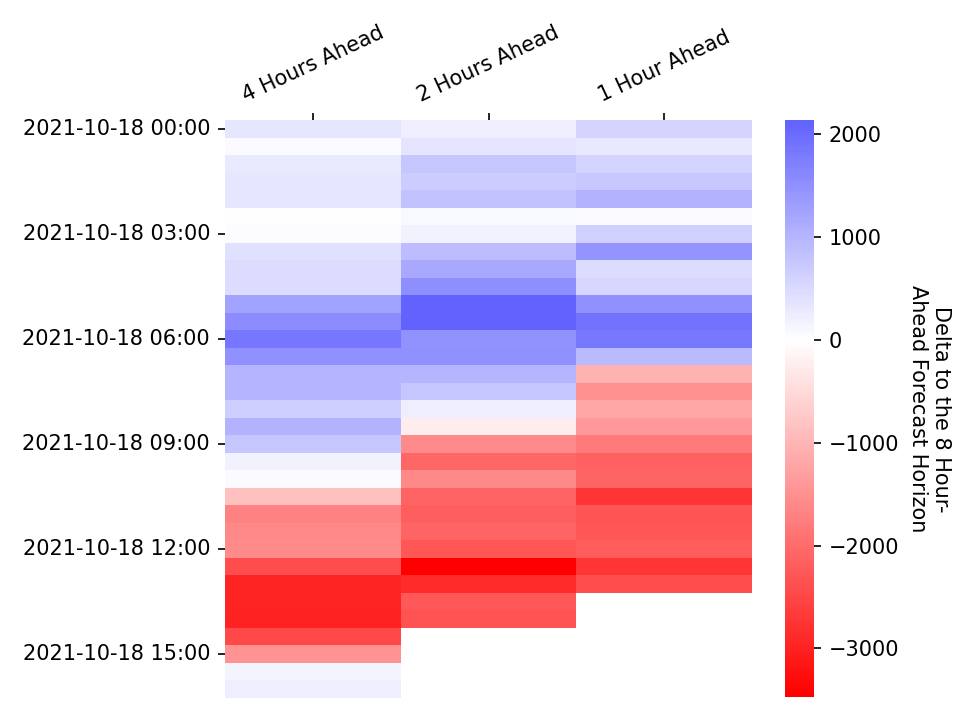 4 Hours Ahead
2 Hours Ahead
1 Hour Ahead
2021-10-18 00:00
2021-10-18 03:00
2021-10-18 06:00
2021-10-18 09:00
2021-10-18 12:00
2021-10-18 15:00
2000
1000
0
−1000
−2000
−3000
Delta to the 8 Hour-
Ahead Forecast Horizon